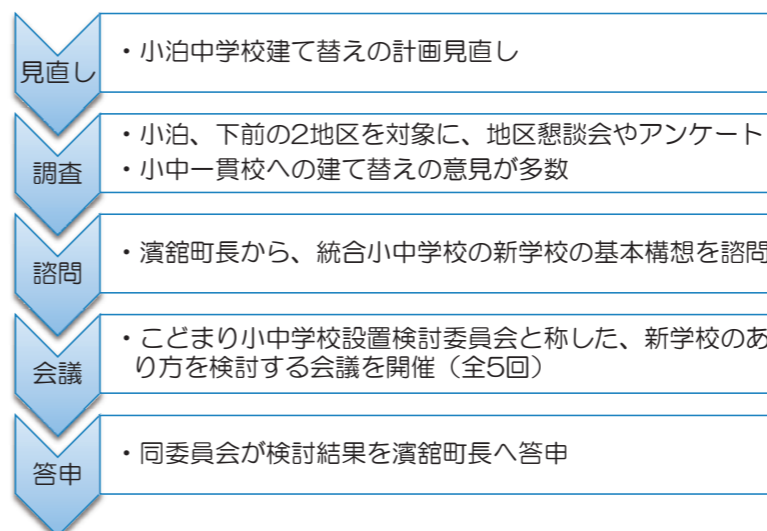 見直し
・小泊中学校建て替えの計画見直し
調査
・小泊、下前の2地区を対象に、地区懇談会やアンケート
・小中一貫校への建て替えの意見が多数
諮問
・濱舘町長から、統合小中学校の新学校の基本構想を諮問
会議
・こどまり小中学校設置検討委員会と称した、新学校のあ
り方を検討する会議を開催（全5回）
答申
・同委員会が検討結果を濱舘町長へ答申